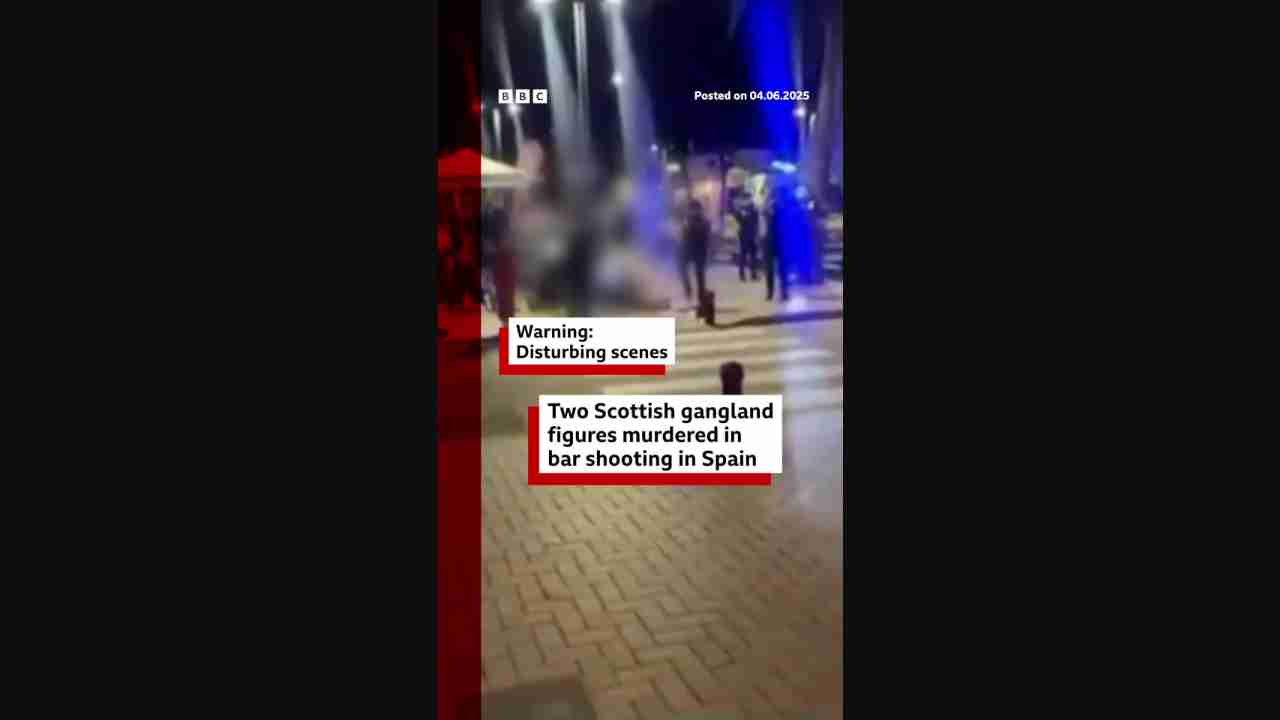 BBC
Posted on 04.06.2025
Warning:
Disturbing scenes
Two Scottish gangland
figures murdered in
bar shooting in Spain